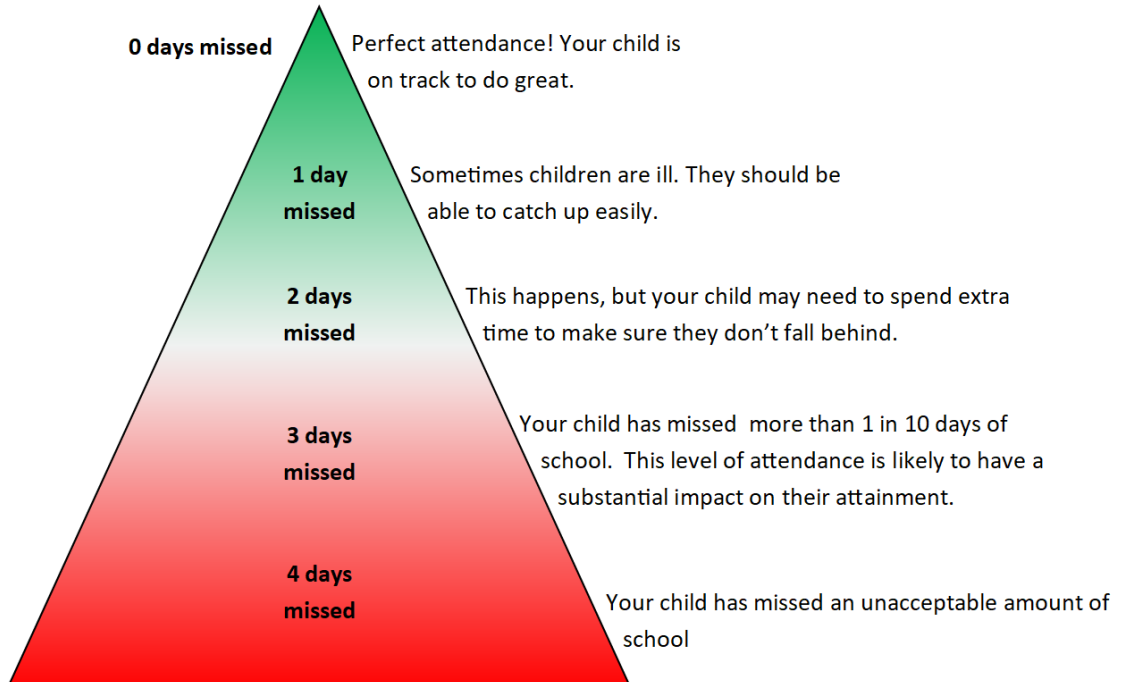 0 days missed
Perfect attendance! Your child is
on track to do great.
1 day
missed
Sometimes children are ill. They should be
able to catch up easily.
2 days
missed
This happens, but your child may need to spend extra
time to make sure they don’t fall behind.
3 days
missed
Your child has missed  more than 1 in 10 days of
school.  This level of attendance is likely to have a
substantial impact on their attainment.
4 days
missed
Your child has missed an unacceptable amount of
school